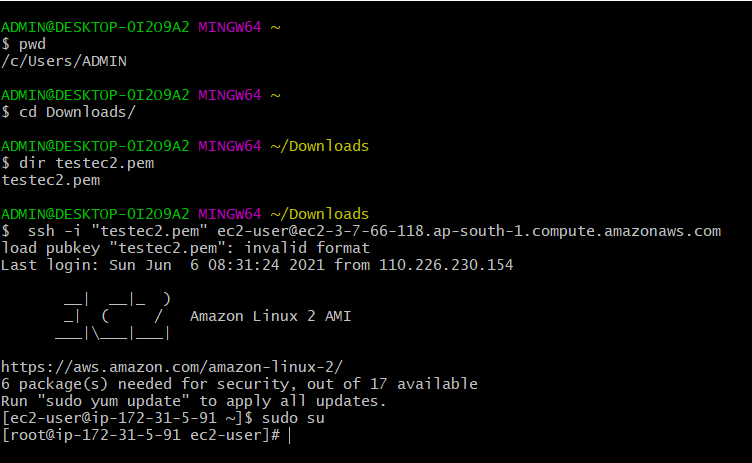 ADMIN@DESKTOP-OI2O9A2 MINGW64 ~
$ pwd
/c/Users/ADMIN
ADMIN@DESKTOP-OI2O9A2 MINGW64 ~
$ cd Downloads/
ADMIN@DESKTOP-OI2O9A2 MINGW64 ~/Downloads
$ dir testec2.pem
testec2.pem
ADMIN@DESKTOP-OI2O9A2 MINGW64 ~/Downloads
$  ssh -i "testec2.pem" ec2-user@ec2-3-7-66-118.ap-south-1.compute.amazonaws.com
load pubkey "testec2.pem": invalid format
Last login: Sun Jun  6 08:31:24 2021 from 110.226.230.154
       __|  __|_  )
       _|  (     /   Amazon Linux 2 AMI
      ___|\___|___|
https://aws.amazon.com/amazon-linux-2/
6 package(s) needed for security, out of 17 available
Run "sudo yum update" to apply all updates.
[ec2-user@ip-172-31-5-91 ~]$ sudo su
[root@ip-172-31-5-91 ec2-user]#